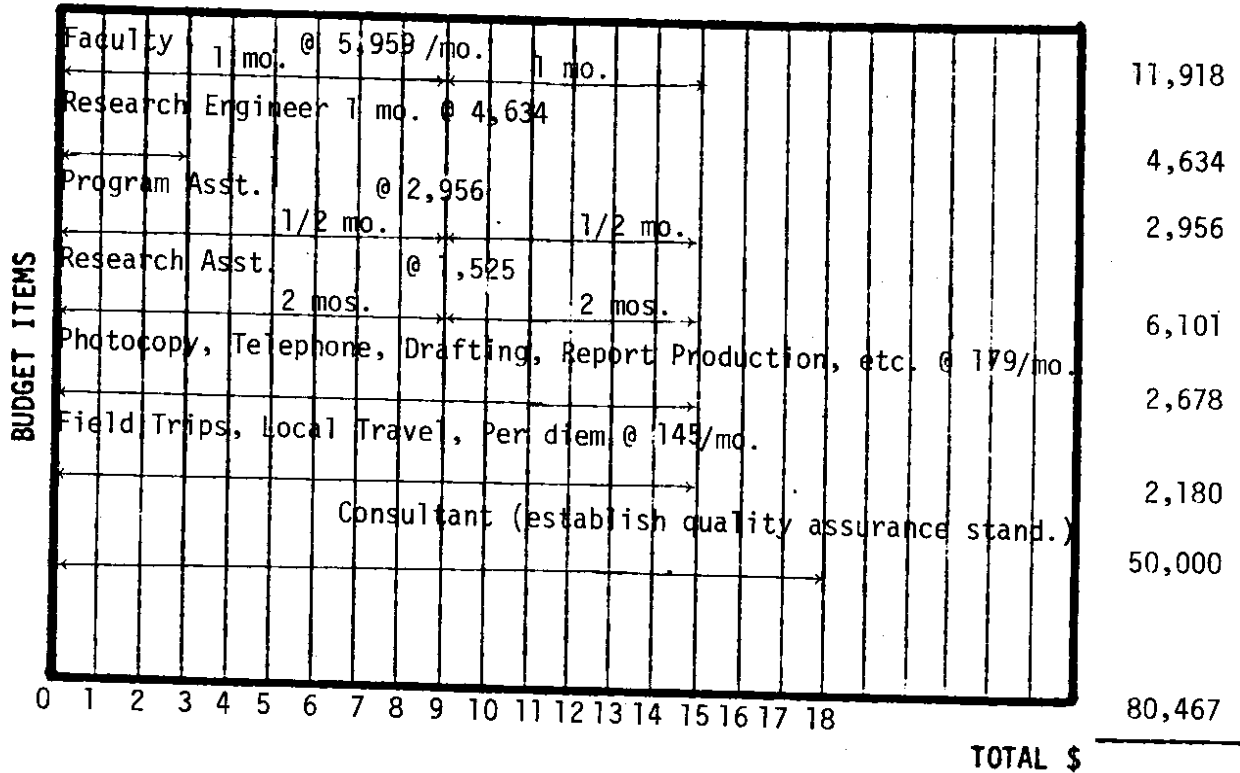 Faculty 1 mo. @ 5,959 /mo. 1 mo. 11,918
Research Engineer 1 mo. @ 4,634
4,634
Program Asst. @ 2,956
1/2 mo. 1/2 mo. 2,956
Research Asst. @ 1,525
2 mos. 2 mos. 6,101
Photocopy, Telephone, Drafting, Report Production, etc. @ 179/mo.
2,678
Field Trips, Local Travel, Per diem @ 145/mo.
2,180
Consultant (establish quality assurance stand.)
50,000
BUDGET ITEMS
0 1 2 3 4 5 6 7 8 9 10 11 12 13 14 15 16 17 18
80,467
TOTAL $